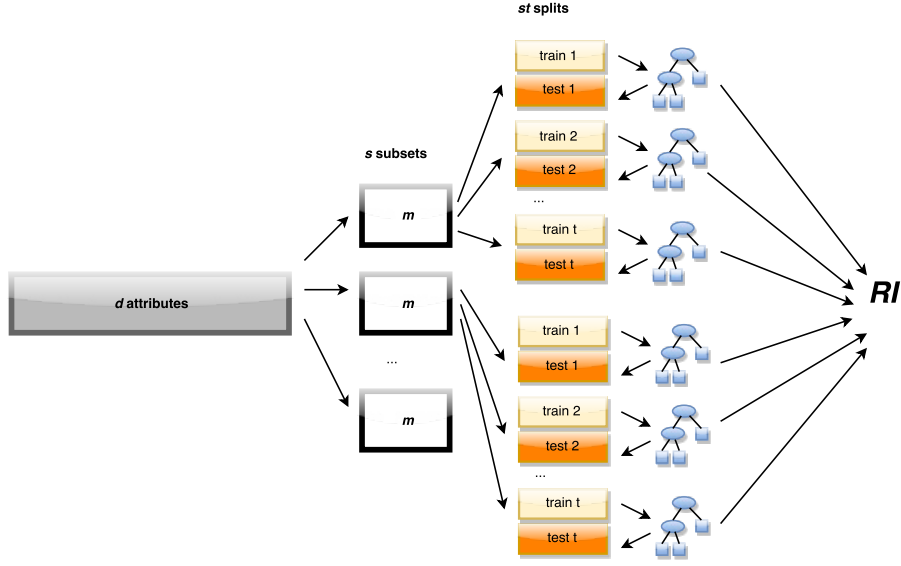 st splits
train 1
test 1
train 2
test 2
...
train t
test t
s subsets
m
m
...
m
d attributes
train 1
test 1
train 2
test 2
...
train t
test t
RI